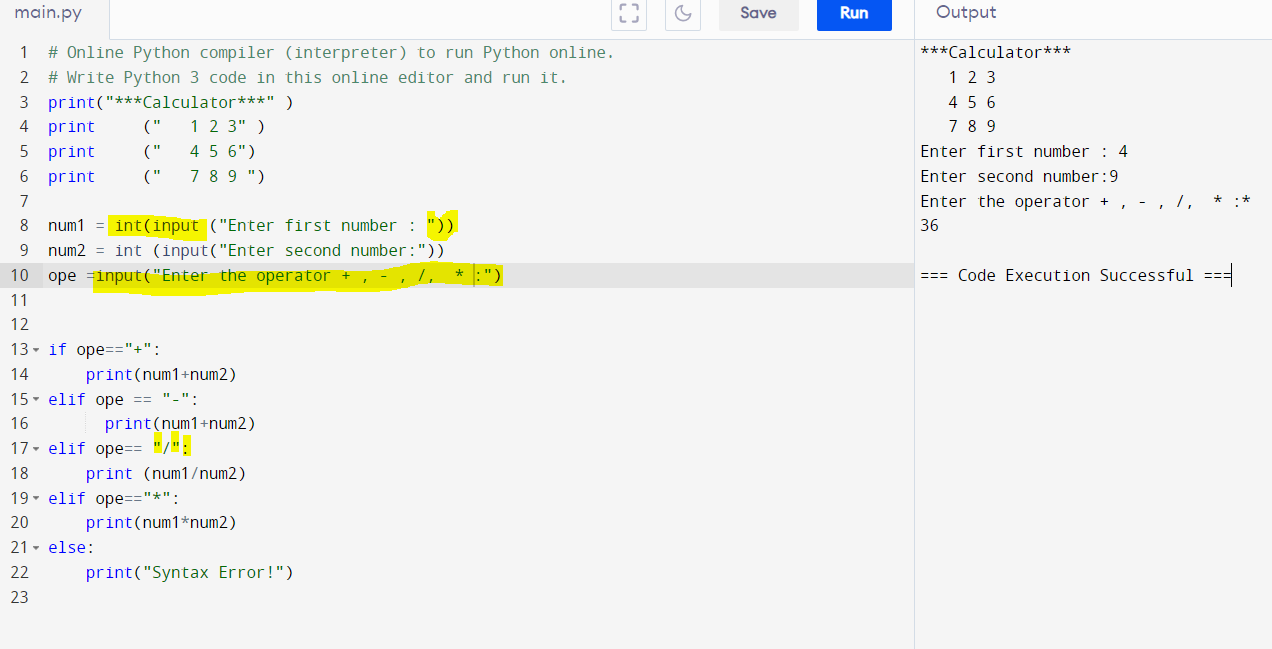 main.py
Save
Run
Output
1 # Online Python compiler (interpreter) to run Python online.
2 # Write Python 3 code in this online editor and run it.
3 print("***Calculator***" )
4 print     ("   1 2 3" )
5 print     ("   4 5 6")
6 print     ("   7 8 9 ")
7
8 num1 = int(input ("Enter first number : "))
9 num2 = int (input("Enter second number:"))
10 ope =input("Enter the operator + , - , /,  * :")
11
12
13 if ope=="+":
14     print(num1+num2)
15 elif ope == "-":
16       print(num1+num2)
17 elif ope== "/":
18     print (num1/num2)
19 elif ope=="*":
20     print(num1*num2)
21 else:
22     print("Syntax Error!")
23
***Calculator***
   1 2 3
   4 5 6
   7 8 9
Enter first number : 4
Enter second number:9
Enter the operator + , - , /,  * :*
36
=== Code Execution Successful ===